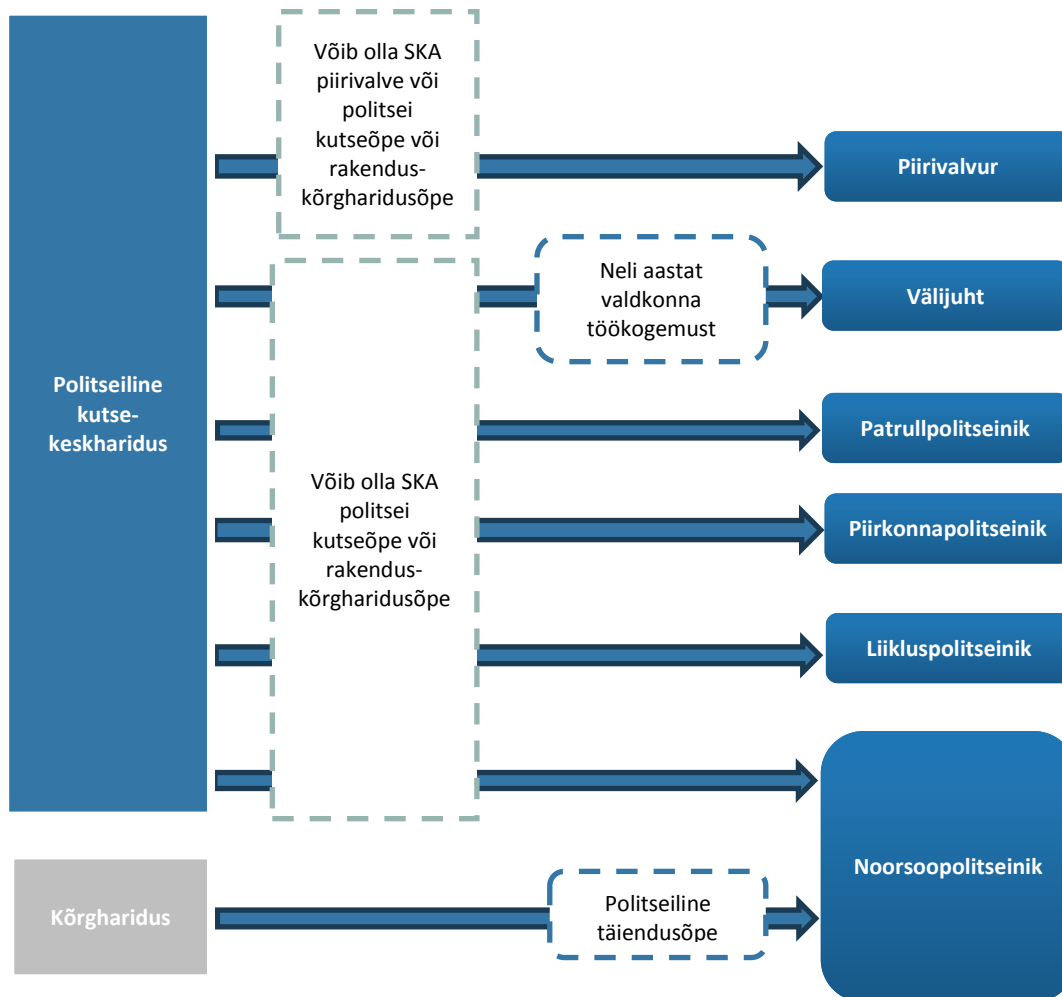 Võib olla SKA
piirivalve või
politsei
kutseõpe või
rakendus-
kõrgharidusõpe
Piirivalvur
Neli aastat
valdkonna
töökogemust
Välijuht
Politseiline
kutse-
keskharidus
Patrullpolitseinik
Võib olla SKA
politsei
kutseõpe või
rakendus-
kõrgharidusõpe
Piirkonnapolitseinik
Liikluspolitseinik
Noorsoopolitseinik
Kõrgharidus
Politseiline
täiendusõpe